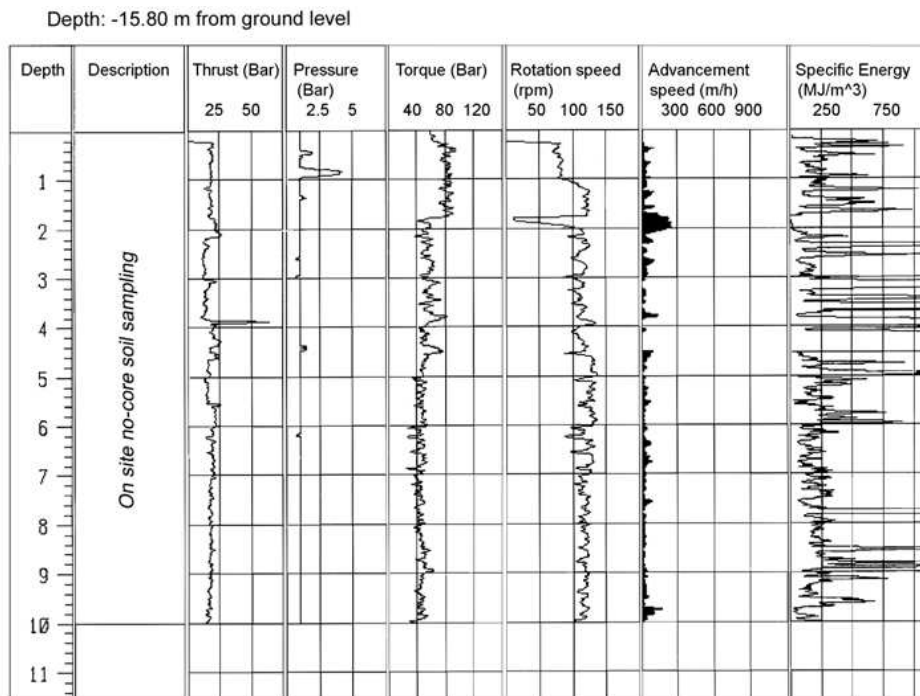 Depth: -15.80 m from ground level
Depth
Description
Thrust (Bar)
25 50
Pressure
(Bar)
2.5 5
Torque (Bar)
40 80 120
Rotation speed
(rpm)
50 100 150
Advancement
speed (m/h)
300 600 900
Specific Energy
(MJ/m^3)
250 750
On site no-core soil sampling
1
2
3
4
5
6
7
8
9
10
11